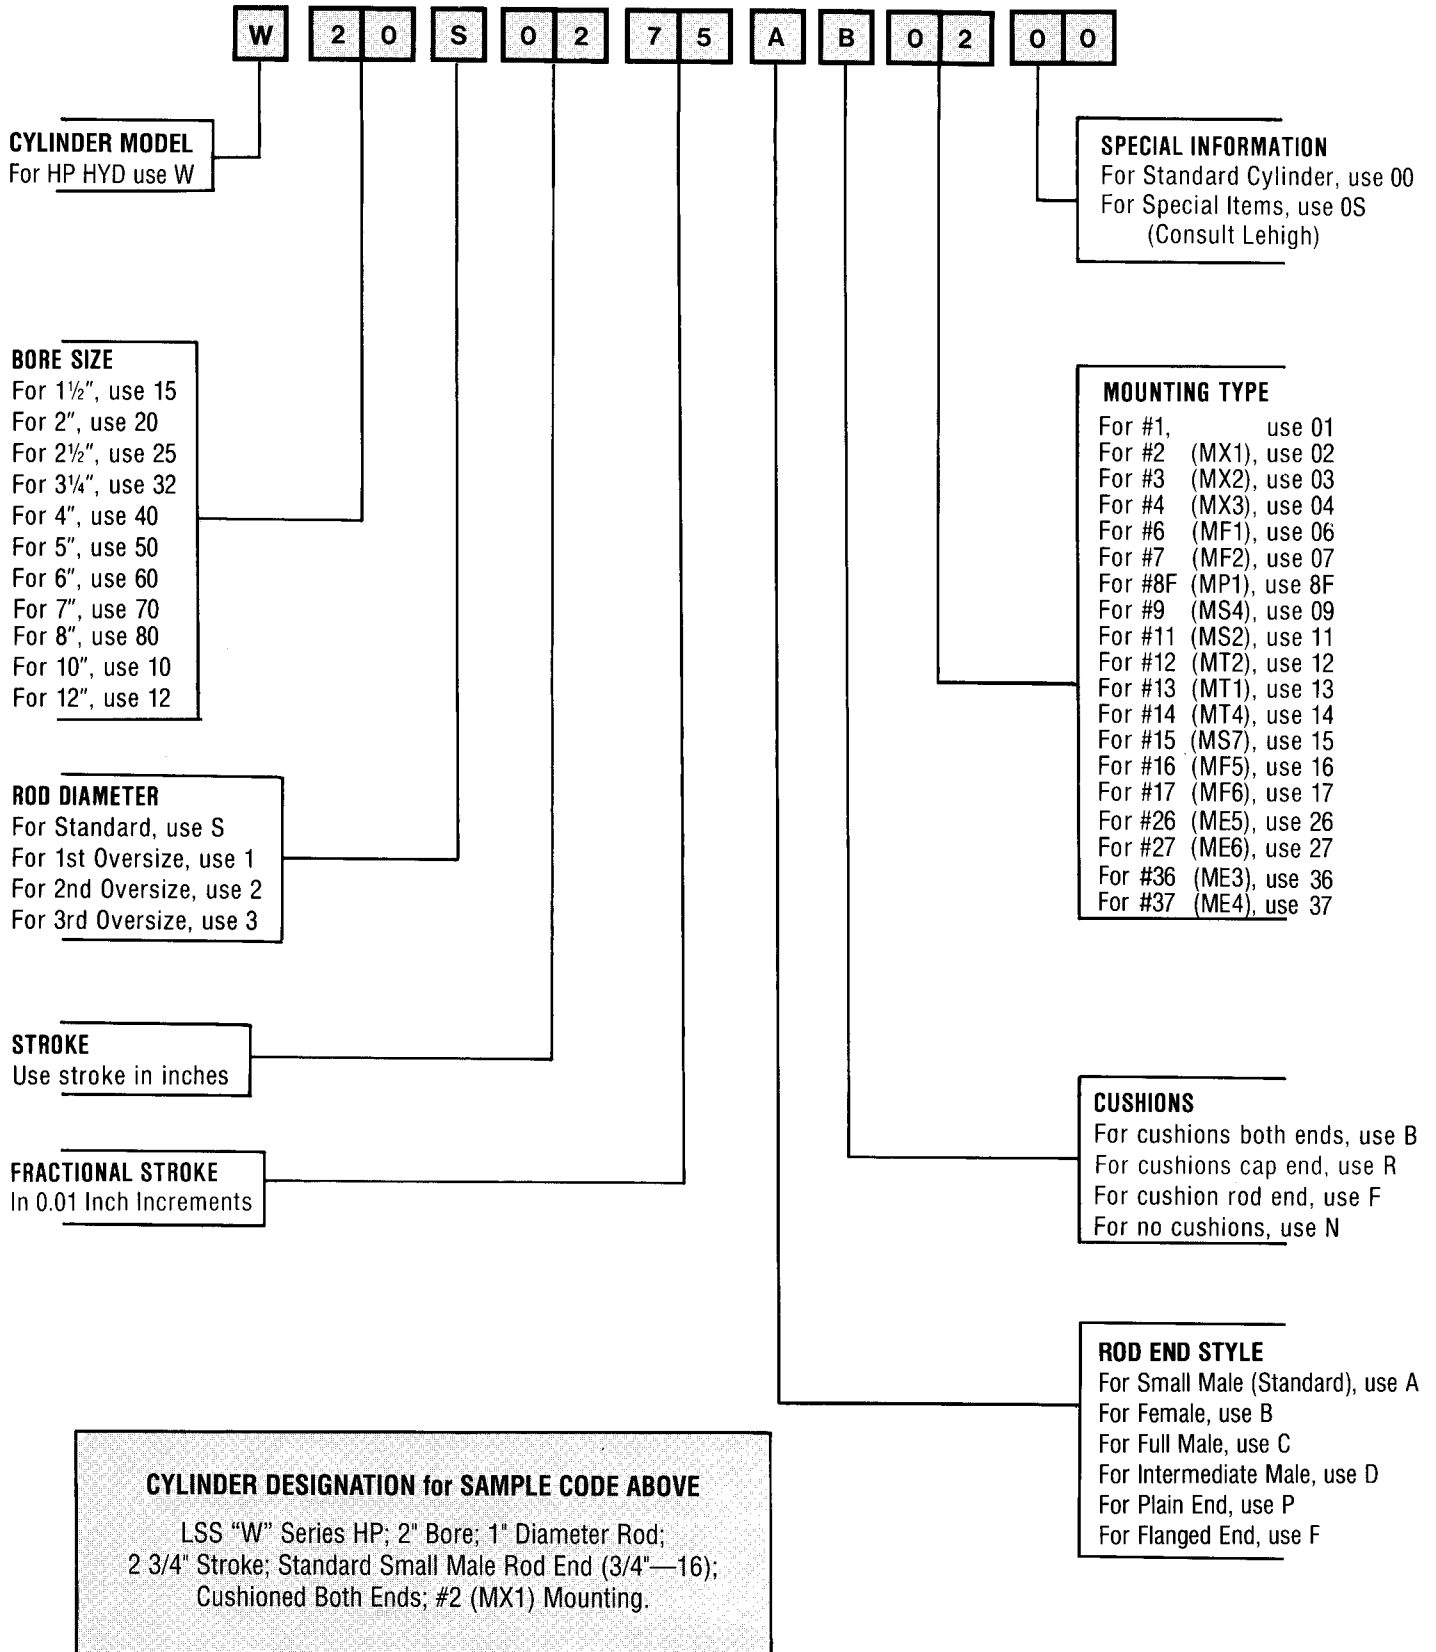 W 2 0 S 0 2 7 5 A B 0 2 0 0
CYLINDER MODEL
For HP HYD use W
SPECIAL INFORMATION
For Standard Cylinder, use 00
For Special Items, use 0S
(Consult Lehigh)
BORE SIZE
For 1½", use 15
For 2", use 20
For 2½", use 25
For 3¼", use 32
For 4", use 40
For 5", use 50
For 6", use 60
For 7", use 70
For 8", use 80
For 10", use 10
For 12", use 12
MOUNTING TYPE
For #1, use 01
For #2 (MX1), use 02
For #3 (MX2), use 03
For #4 (MX3), use 04
For #6 (MF1), use 06
For #7 (MF2), use 07
For #8F (MP1), use 8F
For #9 (MS4), use 09
For #11 (MS2), use 11
For #12 (MT2), use 12
For #13 (MT1), use 13
For #14 (MT4), use 14
For #15 (MS7), use 15
For #16 (MF5), use 16
For #17 (MF6), use 17
For #26 (ME5), use 26
For #27 (ME6), use 27
For #36 (ME3), use 36
For #37 (ME4), use 37
ROD DIAMETER
For Standard, use S
For 1st Oversize, use 1
For 2nd Oversize, use 2
For 3rd Oversize, use 3
STROKE
Use stroke in inches
FRACTIONAL STROKE
In 0.01 Inch Increments
CUSHIONS
For cushions both ends, use B
For cushions cap end, use R
For cushion rod end, use F
For no cushions, use N
ROD END STYLE
For Small Male (Standard), use A
For Female, use B
For Full Male, use C
For Intermediate Male, use D
For Plain End, use P
For Flanged End, use F
CYLINDER DESIGNATION for SAMPLE CODE ABOVE
LSS “W” Series HP; 2" Bore; 1" Diameter Rod;
2 3/4" Stroke; Standard Small Male Rod End (3/4"—16);
Cushioned Both Ends; #2 (MX1) Mounting.